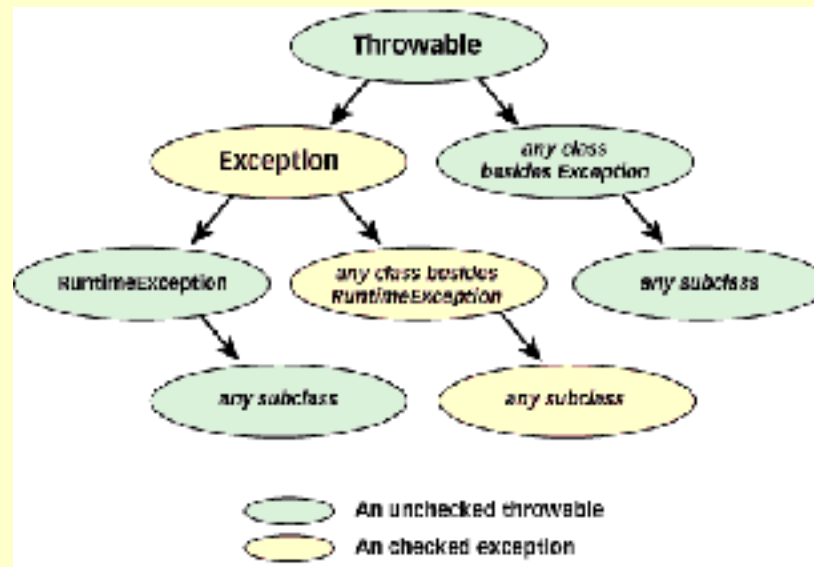 Throwable
Exception
any class
besides Exception
RuntimeException
any class besides
RuntimeException
any subclass
any subclass
any subclass
An unchecked throwable
An checked exception